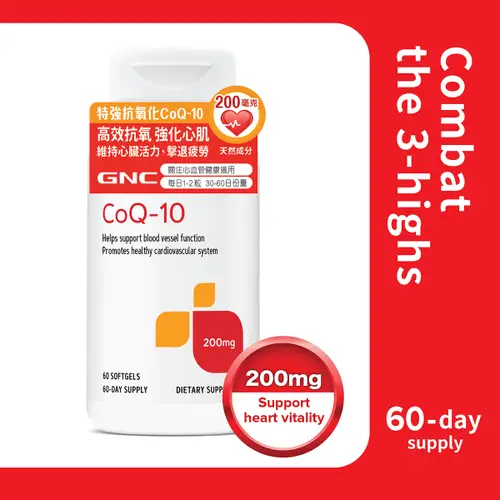 特強抗氧化CoQ-10
200毫克
高效抗氧 強化心肌
維持心臟活力、擊退疲勞
天然成分
GNC
關注心血管健康適用
每日1-2粒 30-60日份量
CoQ-10
Helps support blood vessel function
Promotes healthy cardiovascular system
200mg
60 SOFTGELS
60-DAY SUPPLY
DIETARY SUPP
200mg
Support
heart vitality
Combat
the 3-highs
60-day
supply